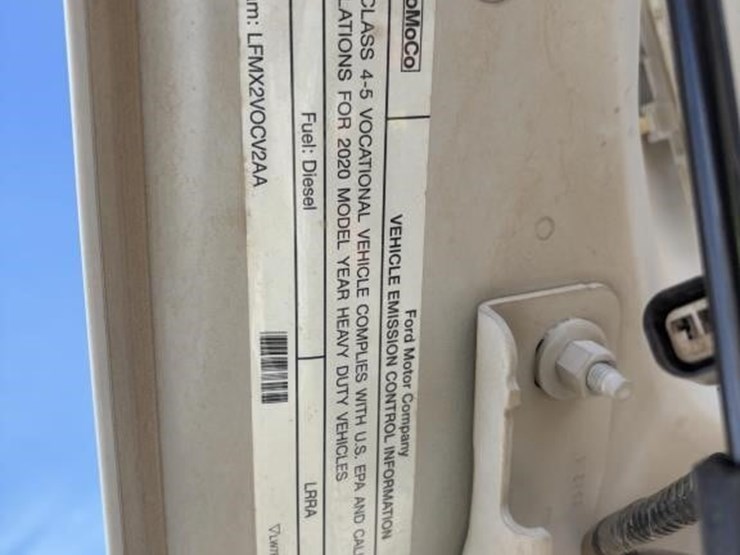 oMoCo
Ford Motor Company
VEHICLE EMISSION CONTROL INFORMATION
CLASS 4-5 VOCATIONAL VEHICLE COMPLIES WITH U.S. EPA AND CAL
LATIONS FOR 2020 MODEL YEAR HEAVY DUTY VEHICLES
Fuel: Diesel
LRRA
m: LFMX2VOCV2AA